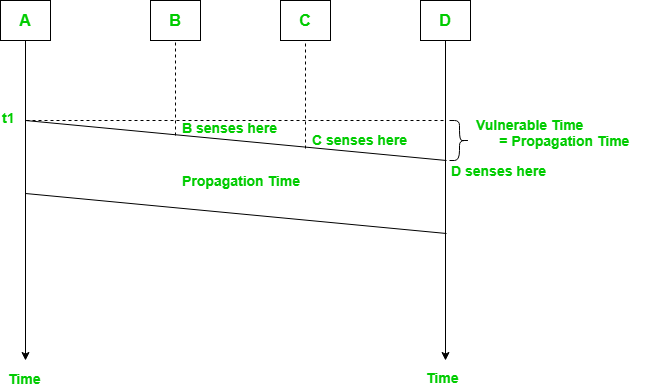 A
B
C
D
t1
B senses here
Vulnerable Time
= Propagation Time
C senses here
D senses here
Propagation Time
Time
Time